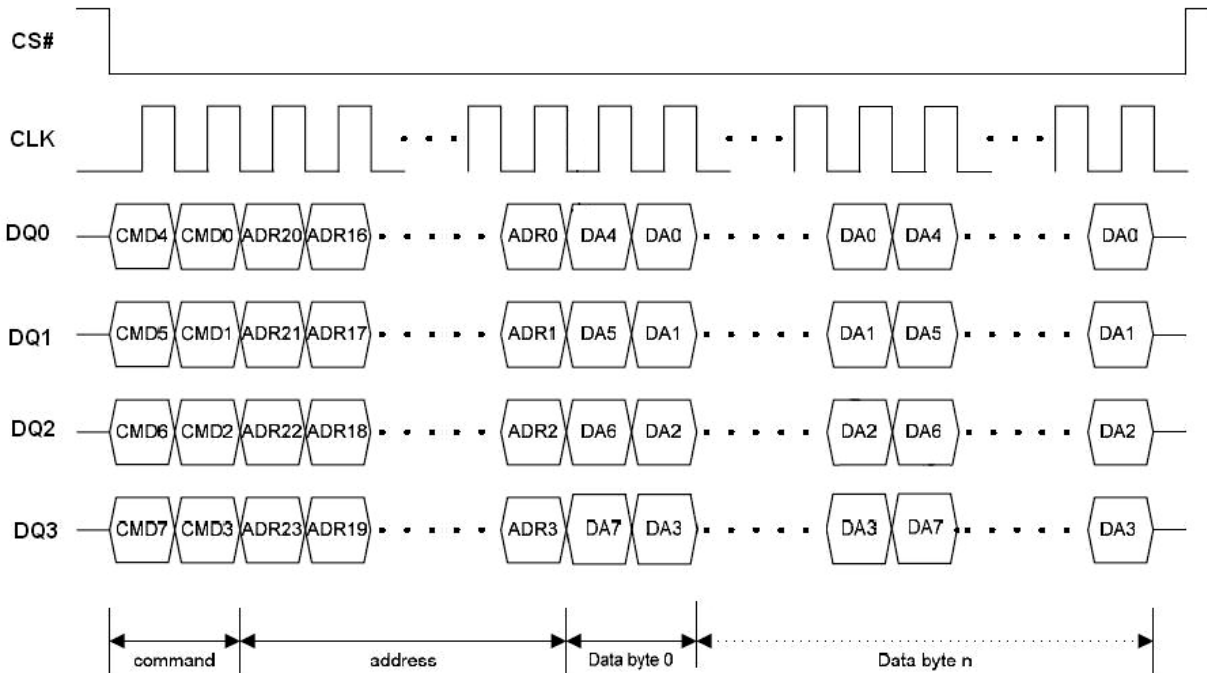 CS#
CLK
DQ0 CMD4 CMD0 ADR20 ADR16 ADR0 DA4 DA0 DA0 DA4 DA0
DQ1 CMD5 CMD1 ADR21 ADR17 ADR1 DA5 DA1 DA1 DA5 DA1
DQ2 CMD6 CMD2 ADR22 ADR18 ADR2 DA6 DA2 DA2 DA6 DA2
DQ3 CMD7 CMD3 ADR23 ADR19 ADR3 DA7 DA3 DA3 DA7 DA3
command address Data byte 0 Data byte n